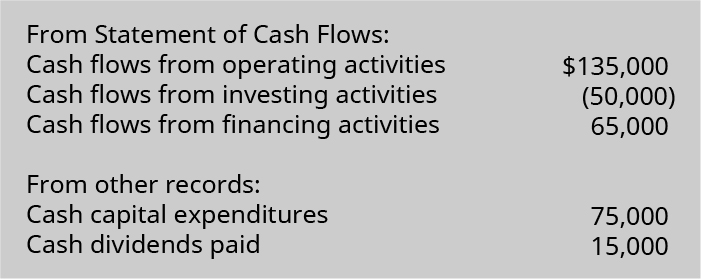 From Statement of Cash Flows:
Cash flows from operating activities $135,000
Cash flows from investing activities (50,000)
Cash flows from financing activities 65,000
From other records:
Cash capital expenditures 75,000
Cash dividends paid 15,000